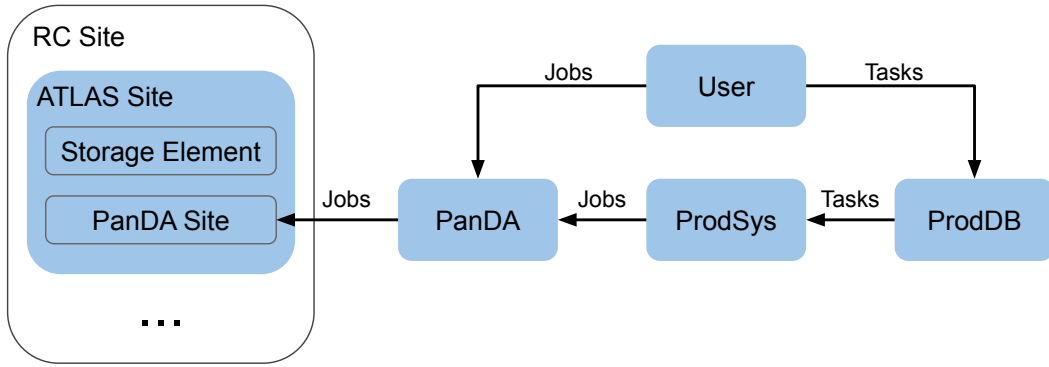 RC Site
ATLAS Site
Storage Element
PanDA Site
...
Jobs
User
Tasks
Jobs
PanDA
Jobs
ProdSys
Tasks
ProdDB